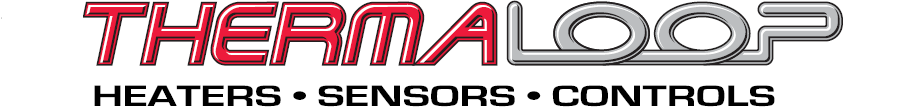 THERMALOOP
HEATERS • SENSORS • CONTROLS